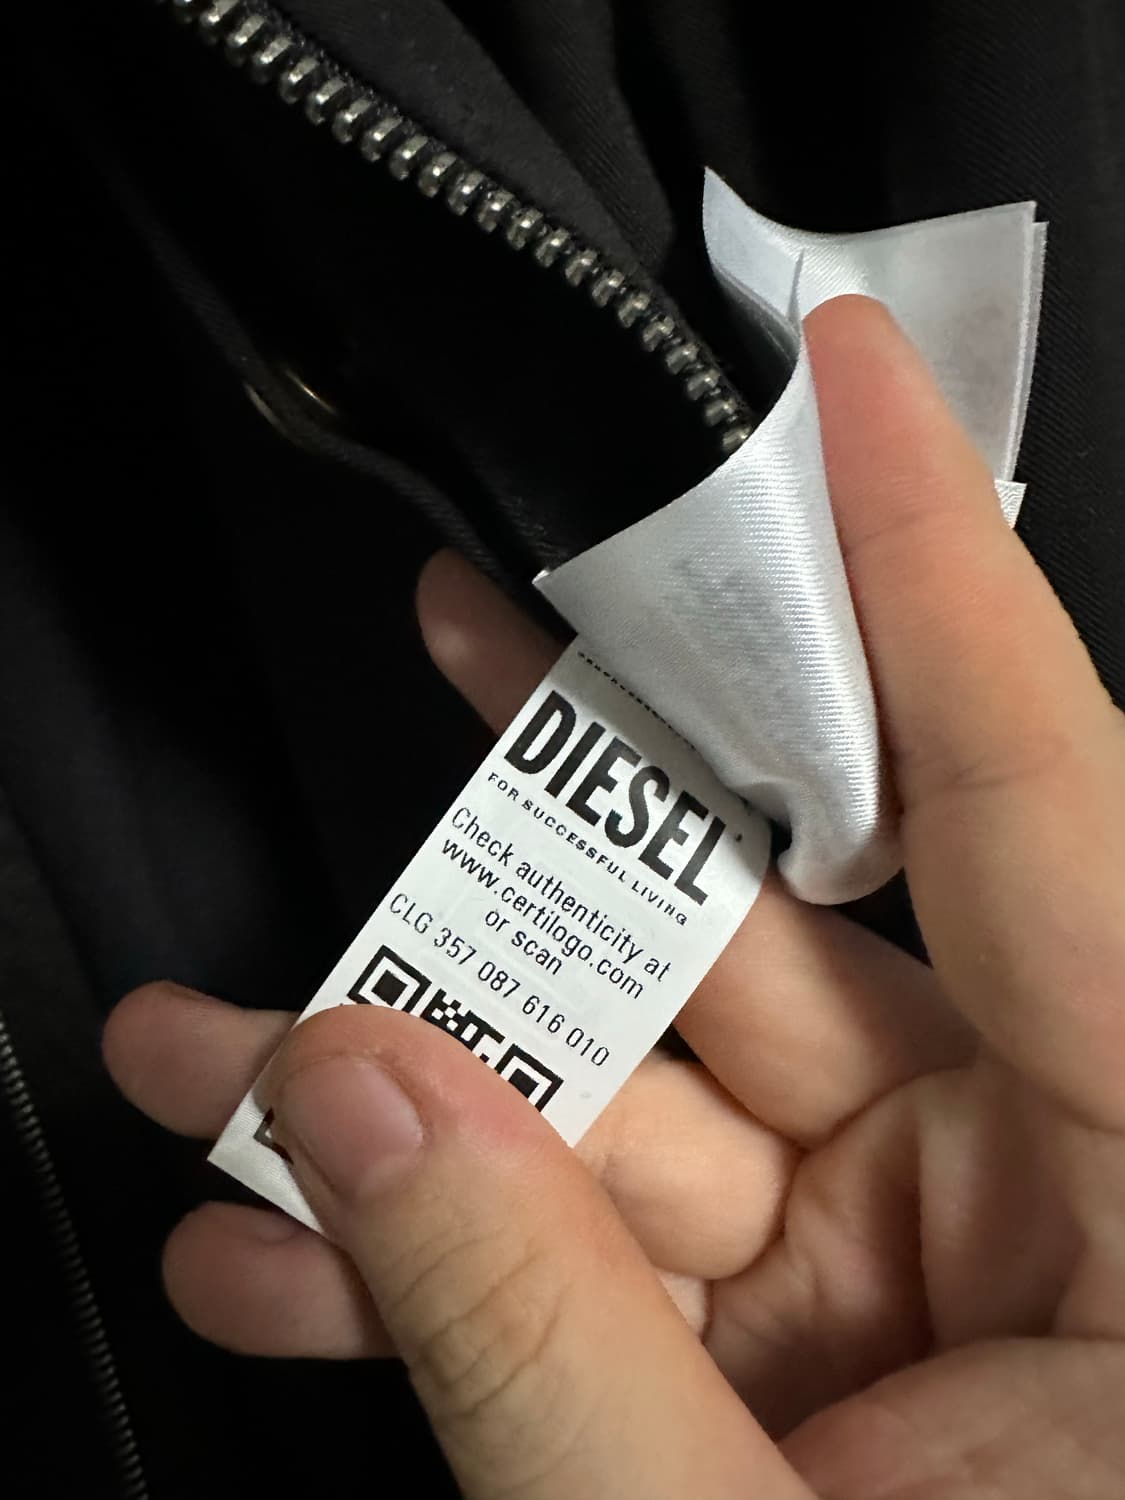 DIESEL
FOR SUCCESSFUL LIVING
Check authenticity at
www.certilogo.com
or scan
CLG 357 087 616 010